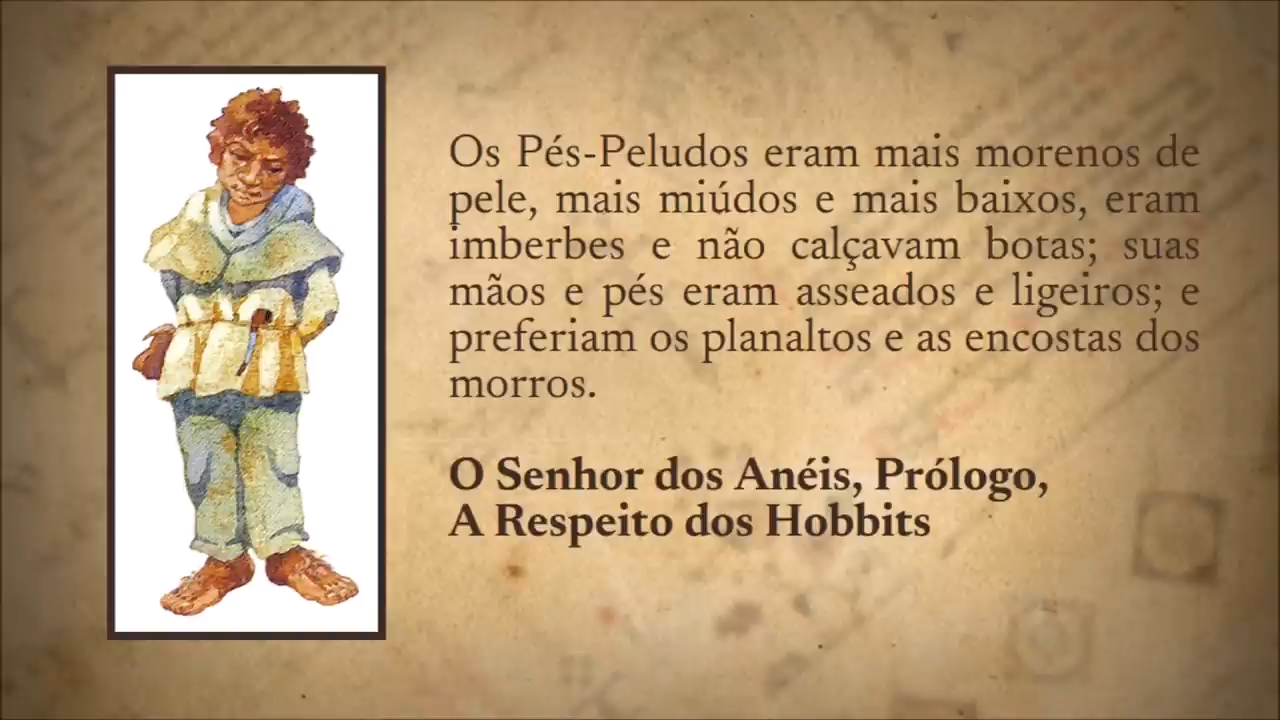 Os Pés-Peludos eram mais morenos de
pele, mais miúdos e mais baixos, eram
imberbes e não calçavam botas; suas
mãos e pés eram asseados e ligeiros; e
preferiam os planaltos e as encostas dos
morros.
O Senhor dos Anéis, Prólogo,
A Respeito dos Hobbits